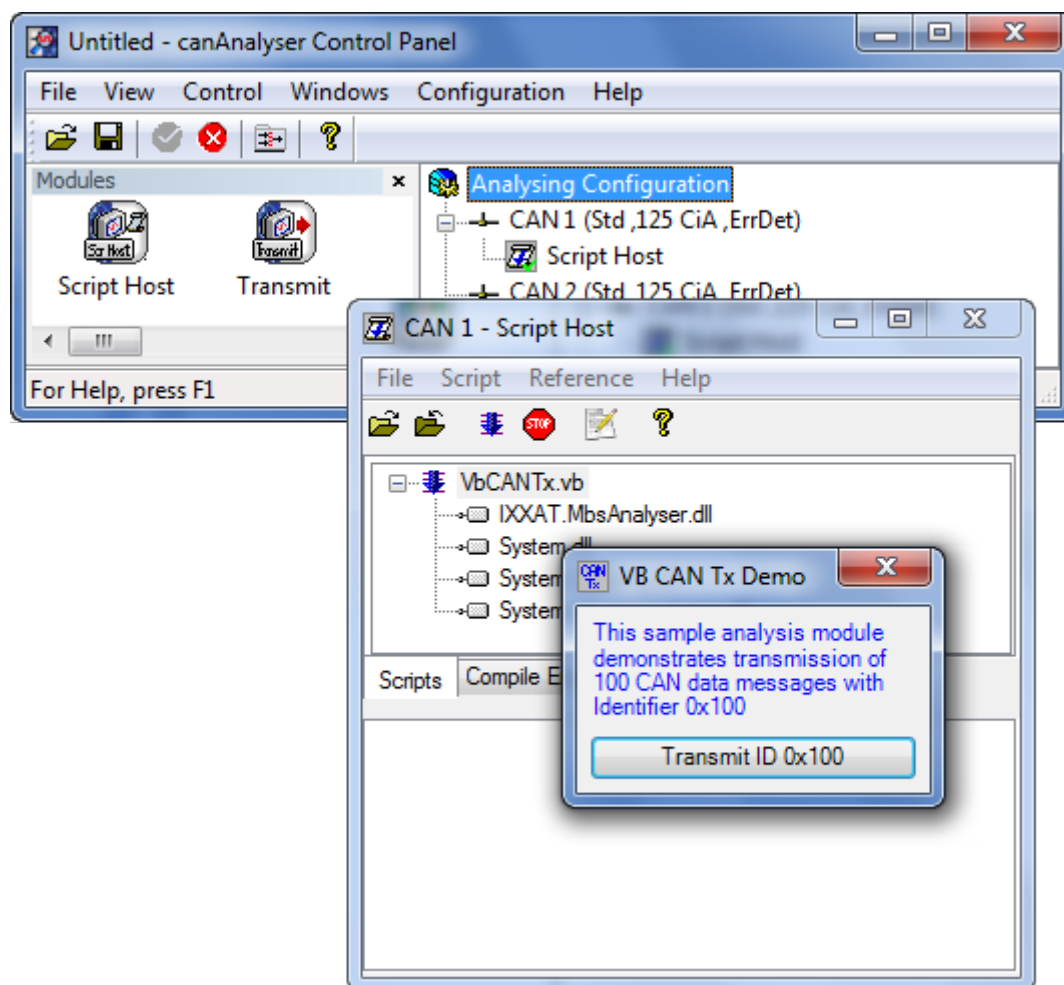 Untitled - canAnalyser Control Panel
File View Control Windows Configuration Help
Modules
Scr Host
Transmit
Script Host
Transmit
Analysing Configuration
CAN 1 (Std ,125 CiA ,ErrDet)
Script Host
CAN 2 (Std ,125 CiA ,ErrDet)
For Help, press F1
CAN 1 - Script Host
File Script Reference Help
STOP
VbCANTx.vb
IXXAT.MbsAnalyser.dll
System.dll
System
System
Scripts Compile E
CAN Tx
VB CAN Tx Demo
This sample analysis module
demonstrates transmission of
100 CAN data messages with
Identifier 0x100
Transmit ID 0x100